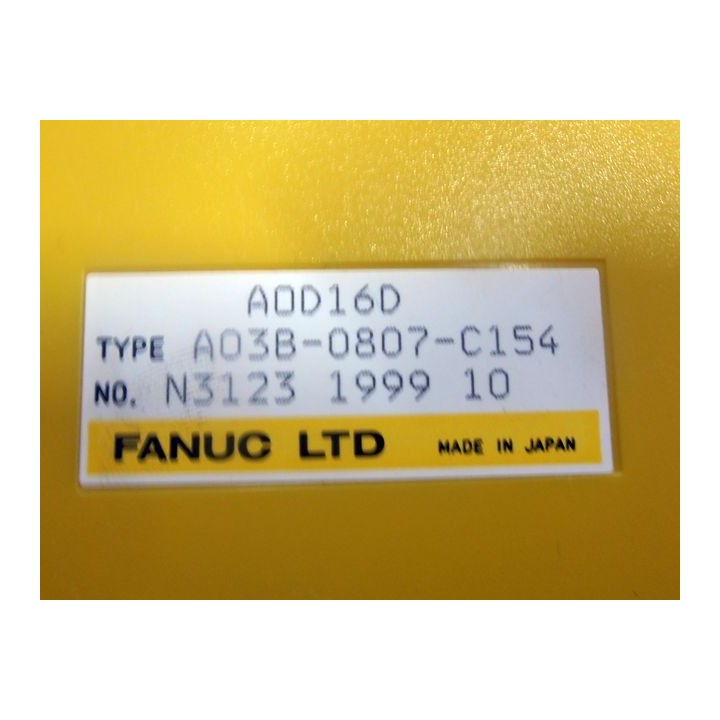 AOD16D
TYPE A03B-0807-C154
NO. N3123 1999 10
FANUC LTD MADE IN JAPAN